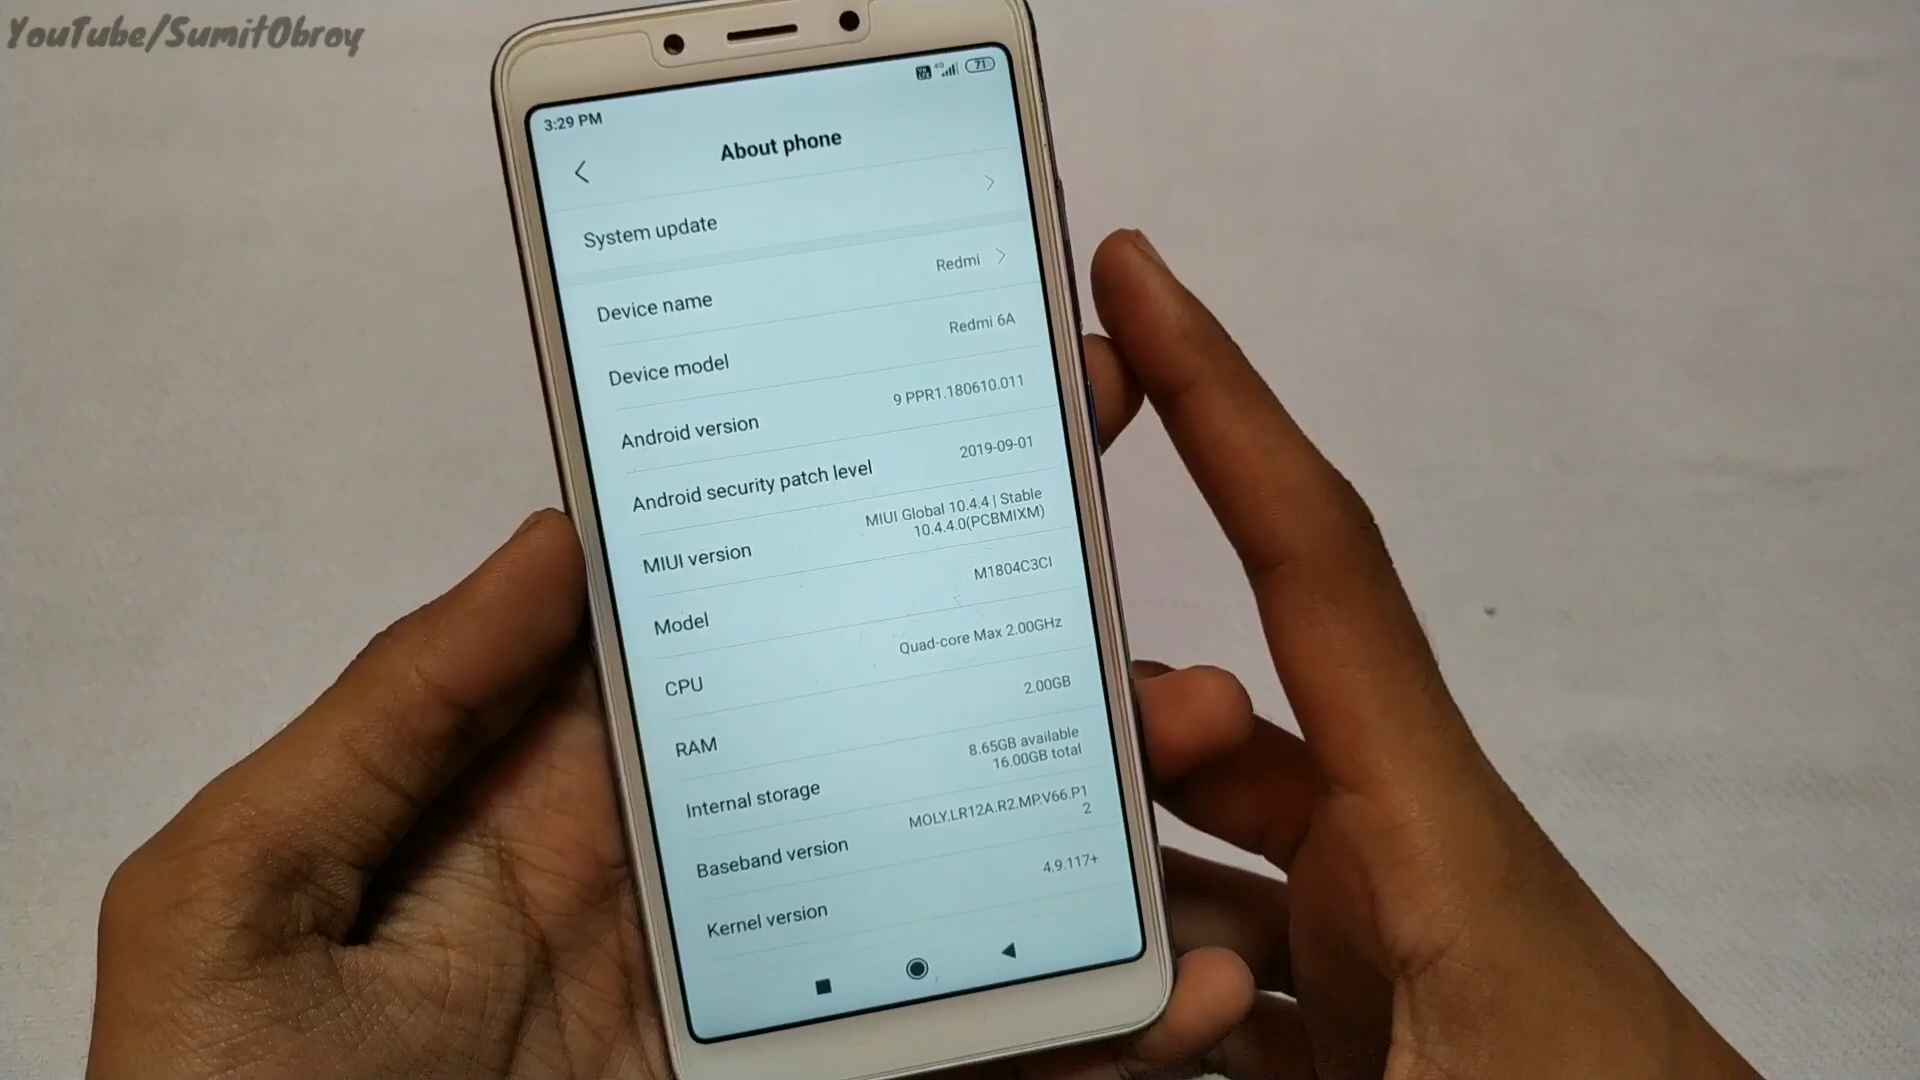 YouTube/SumitObroy
3:29 PM
4G
71
About phone
System update
Device name
Redmi
Device model
Redmi 6A
Android version
9 PPR1.180610.011
Android security patch level
2019-09-01
MIUI version
MIUI Global 10.4.4 | Stable
10.4.4.0(PCBMIXM)
Model
M1804C3CI
CPU
Quad-core Max 2.00GHz
RAM
2.00GB
Internal storage
8.65GB available
16.00GB total
Baseband version
MOLY.LR12A.R2.MP.V66.P1
2
Kernel version
4.9.117+